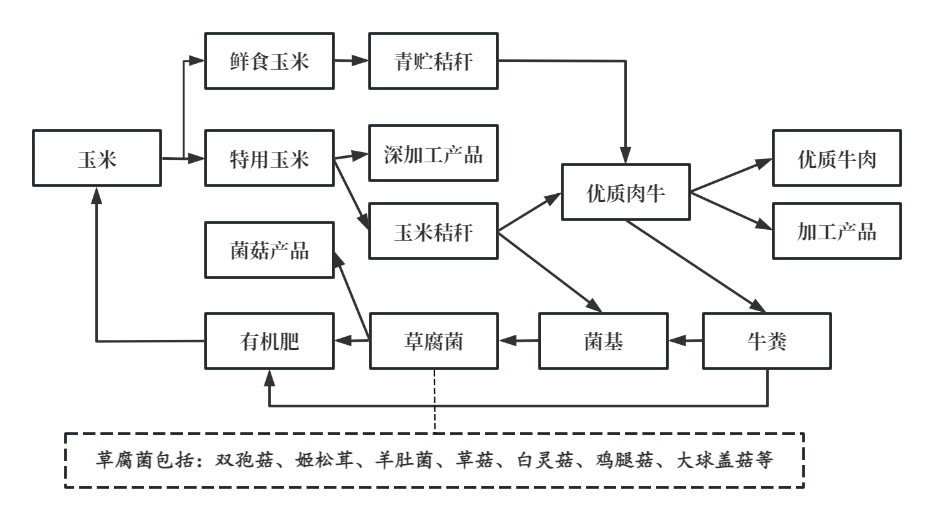 鲜食玉米
青贮秸秆
玉米
特用玉米
深加工产品
优质牛肉
优质肉牛
玉米秸秆
加工产品
菌菇产品
有机肥
草腐菌
菌基
牛粪
草腐菌包括：双孢菇、姬松茸、羊肚菌、草菇、白灵菇、鸡腿菇、大球盖菇等